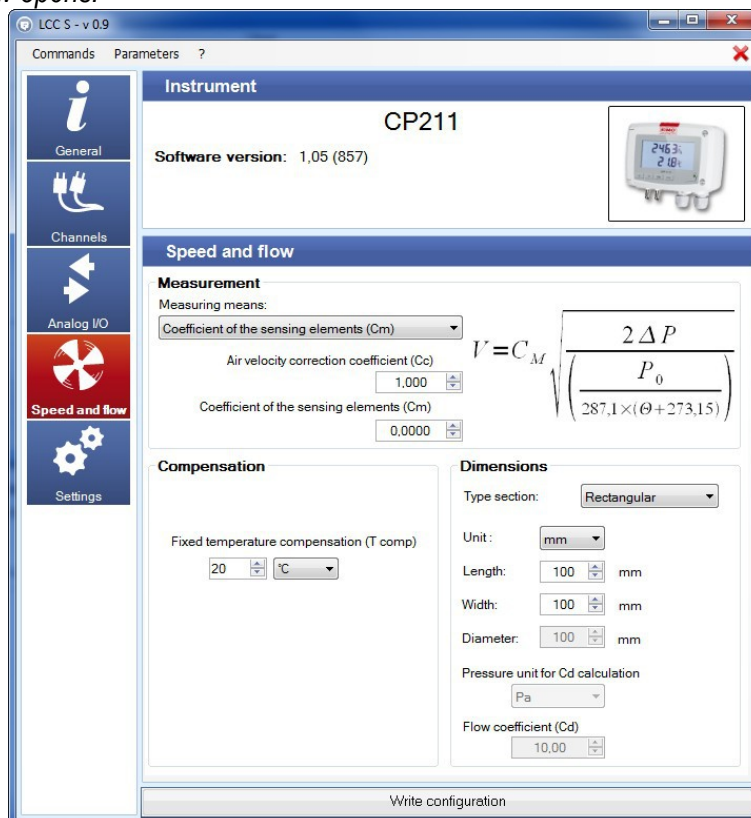 opens.
LCC S - v 0.9
Commands Parameters ?
General
Channels
Analog I/O
Speed and flow
Settings
Instrument
CP211
Software version: 1,05 (857)
Speed and flow
Measurement
Measuring means:
Coefficient of the sensing elements (Cm)
Air velocity correction coefficient (Cc)
1,000
Coefficient of the sensing elements (Cm)
0,0000
V = C_M √(2 Δ P / (P_0 / 287,1×(Θ+273,15)))
Compensation
Fixed temperature compensation (T comp)
20 °C
Dimensions
Type section: Rectangular
Unit : mm
Length: 100 mm
Width: 100 mm
Diameter: 100 mm
Pressure unit for Cd calculation
Pa
Flow coefficient (Cd)
10,00
Write configuration